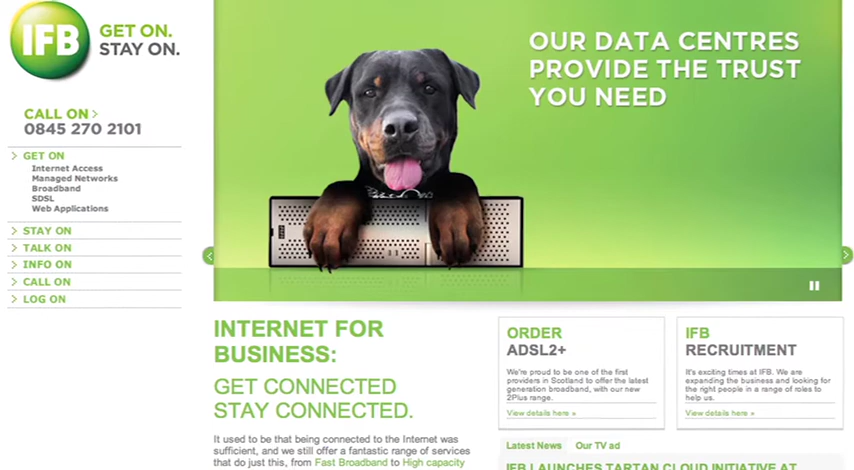 IFB
GET ON.
STAY ON.
CALL ON >
0845 270 2101
> GET ON
Internet Access
Managed Networks
Broadband
SDSL
Web Applications
> STAY ON
> TALK ON
> INFO ON
> CALL ON
> LOG ON
OUR DATA CENTRES
PROVIDE THE TRUST
YOU NEED
INTERNET FOR
BUSINESS:
GET CONNECTED
STAY CONNECTED.
It used to be that being connected to the Internet was
sufficient, and we still offer a fantastic range of services
that do just this, from Fast Broadband to High capacity
ORDER
ADSL2+
We're proud to be one of the first
providers in Scotland to offer the latest
generation broadband, with our new
2Plus range.
View details here »
IFB
RECRUITMENT
It's exciting times at IFB. We are
expanding the business and looking for
the right people in a range of roles to
help us.
View details here »
Latest News Our TV ad
IFB LAUNCHES TARTAN CLOUD INITIATIVE AT